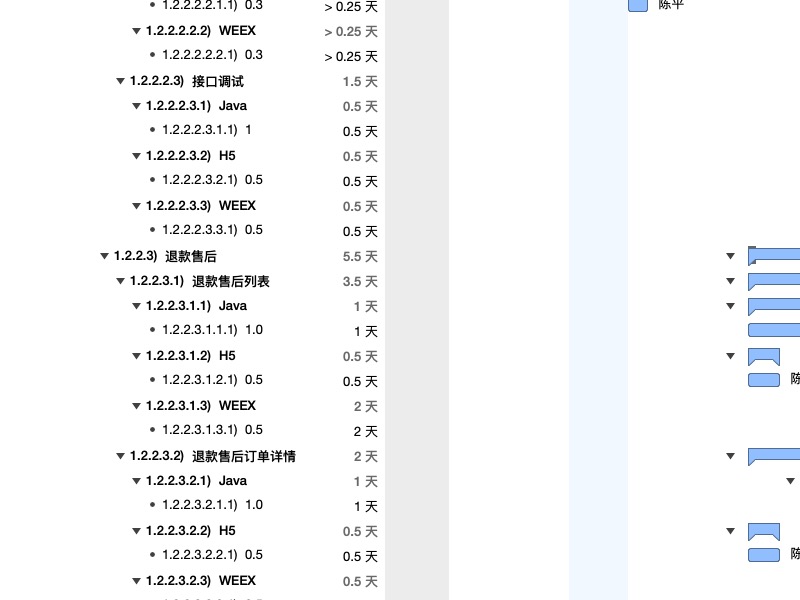 1.2.2.2.2.1.1) 0.3 > 0.25 天 陈平
1.2.2.2.2.2) WEEX > 0.25 天
1.2.2.2.2.2.1) 0.3 > 0.25 天
1.2.2.2.3) 接口调试 1.5 天
1.2.2.2.3.1) Java 0.5 天
1.2.2.2.3.1.1) 1 0.5 天
1.2.2.2.3.2) H5 0.5 天
1.2.2.2.3.2.1) 0.5 0.5 天
1.2.2.2.3.3) WEEX 0.5 天
1.2.2.2.3.3.1) 0.5 0.5 天
1.2.2.3) 退款售后 5.5 天
1.2.2.3.1) 退款售后列表 3.5 天
1.2.2.3.1.1) Java 1 天
1.2.2.3.1.1.1) 1.0 1 天
1.2.2.3.1.2) H5 0.5 天
1.2.2.3.1.2.1) 0.5 0.5 天 陈
1.2.2.3.1.3) WEEX 2 天
1.2.2.3.1.3.1) 0.5 2 天
1.2.2.3.2) 退款售后订单详情 2 天
1.2.2.3.2.1) Java 1 天
1.2.2.3.2.1.1) 1.0 1 天
1.2.2.3.2.2) H5 0.5 天
1.2.2.3.2.2.1) 0.5 0.5 天 陈
1.2.2.3.2.3) WEEX 0.5 天